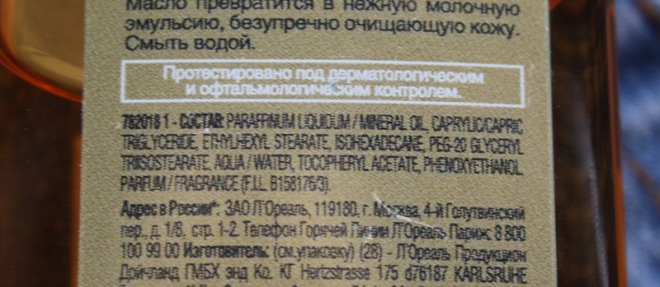 Масло превратится в нежную молочную
эмульсию, безупречно очищающую кожу.
Смыть водой.
Протестировано под дерматологическим
и офтальмологическим контролем.
762018 1 - СОСТАВ: PARAFFINUM LIQUIDUM / MINERAL OIL, CAPRYLIC/CAPRIC
TRIGLYCERIDE, ETHYLHEXYL STEARATE, ISOHEXADECANE, PEG-20 GLYCERYL
TRIISOSTEARATE, AQUA / WATER, TOCOPHERYL ACETATE, PHENOXYETHANOL,
PARFUM / FRAGRANCE (F.I.L. B158176/3).
Адрес в России*: ЗАО Л'Ореаль, 119180, г. Москва, 4-й Голутвинский
пер., д. 1/8, стр. 1-2. Телефон Горячей Линии Л'Ореаль Париж: 8 800
100 99 00 Изготовитель: (см.упаковку) (28) - Л'Ореаль Продукцион
Дойчланд ГМБХ энд Ко. КГ Hertzstrasse 175 d76187 KARLSRUHE